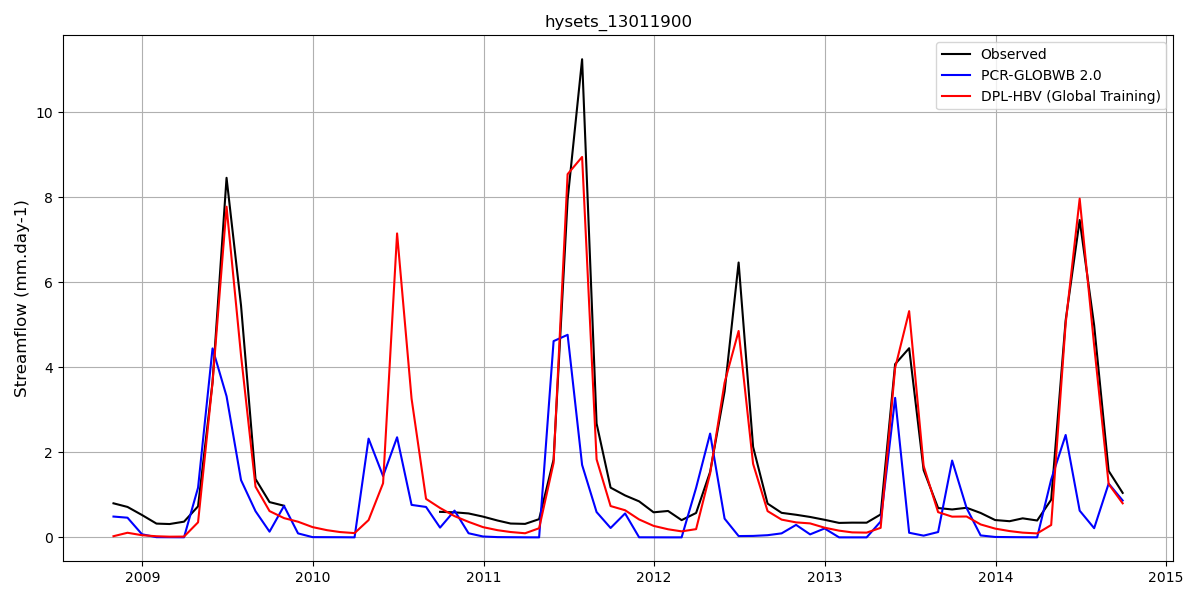 hysets_13011900
Observed
PCR-GLOBWB 2.0
DPL-HBV (Global Training)
Streamflow (mm.day-1)
10
8
6
4
2
0
2009 2010 2011 2012 2013 2014 2015